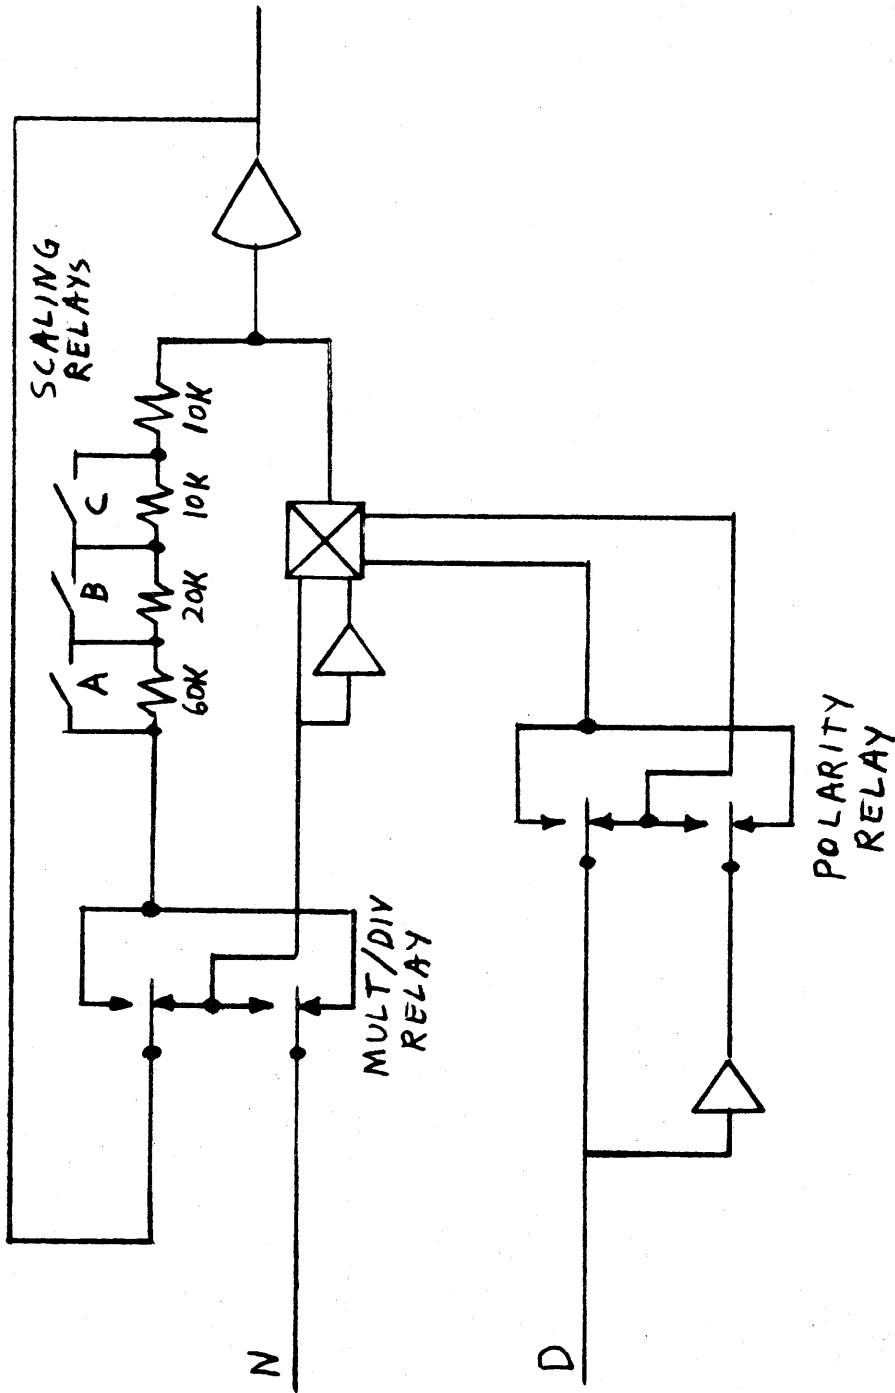 SCALING
RELAYS
A
B
C
60K
20K
10K
10K
MULT/DIV
RELAY
N
POLARITY
RELAY
D